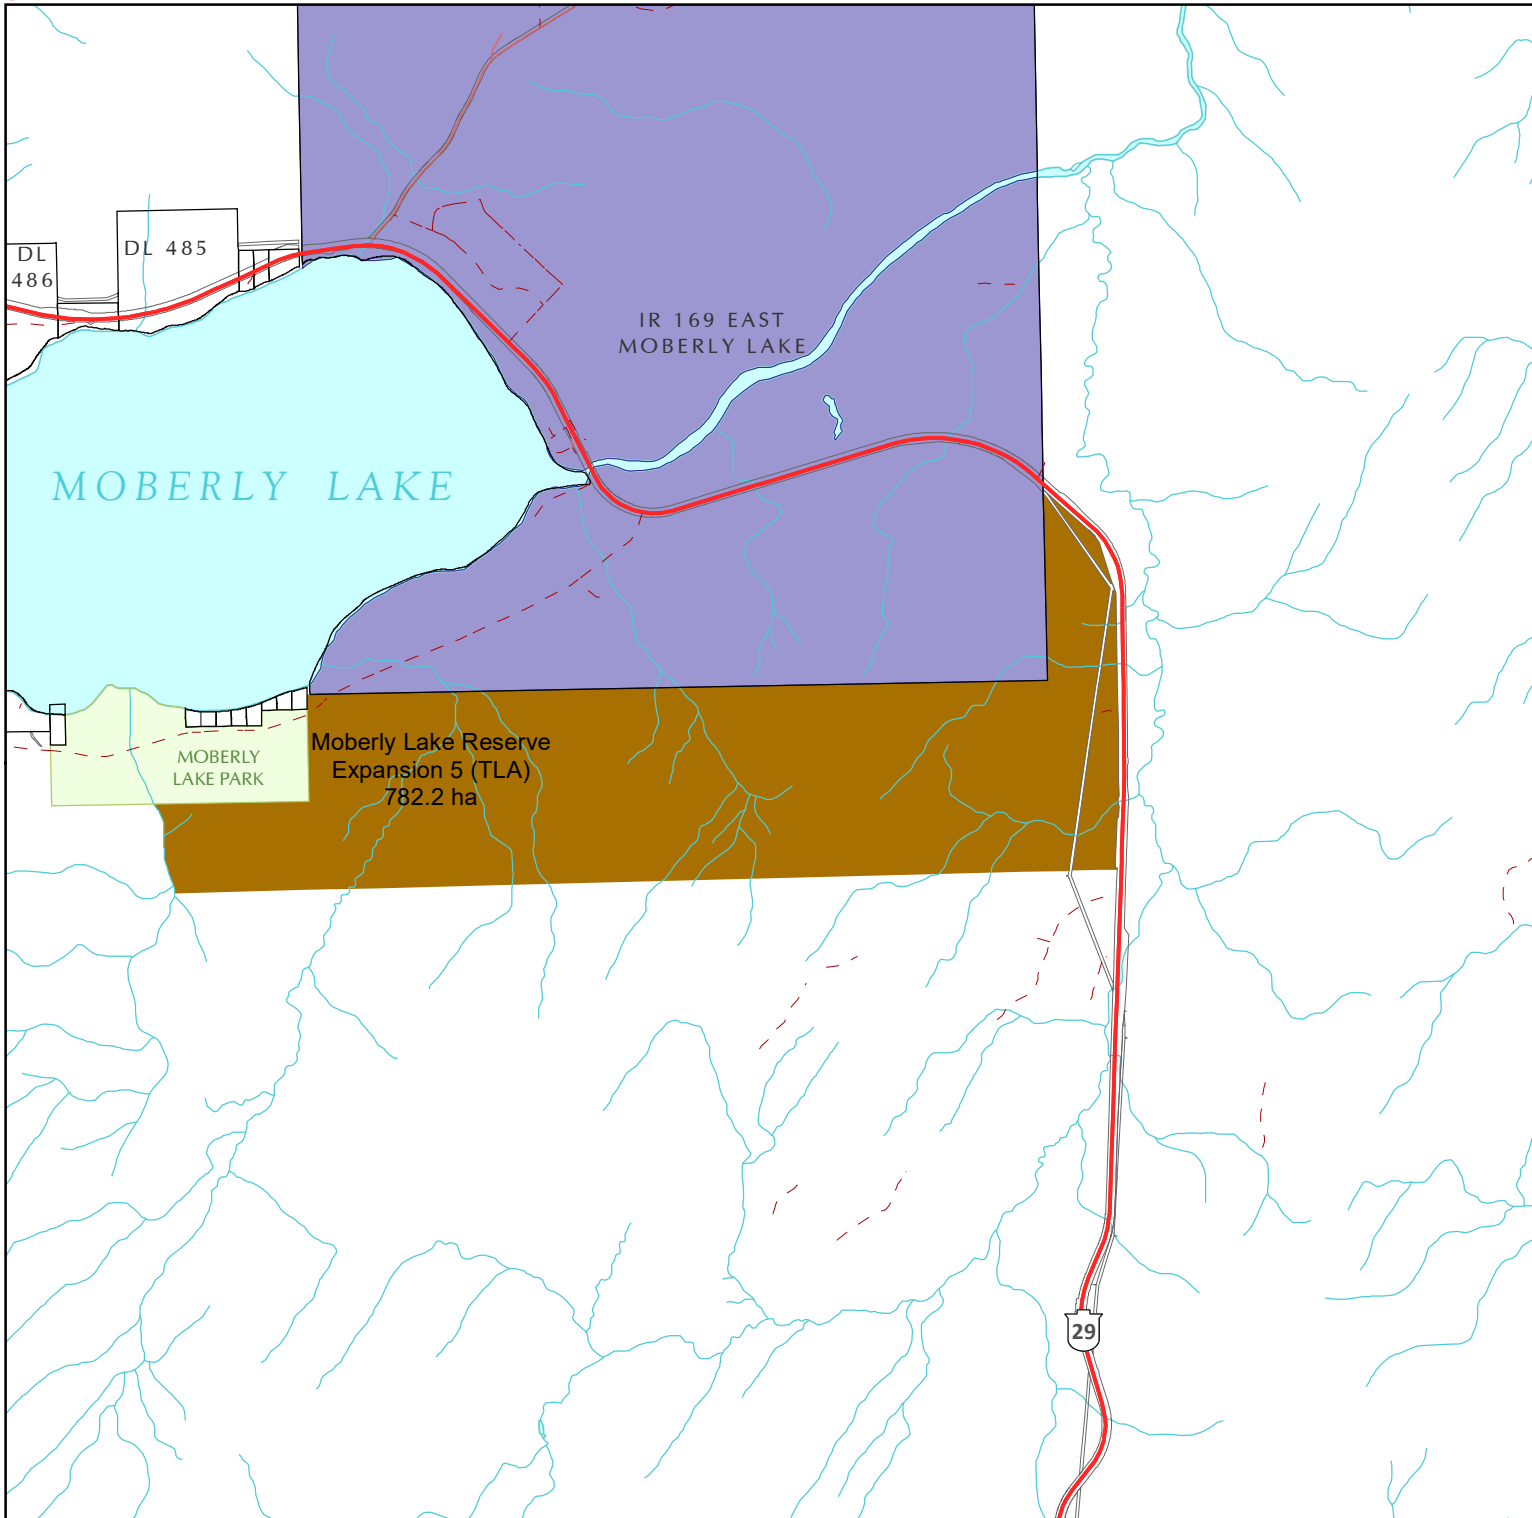 DL
486
DL 485
IR 169 EAST
MOBERLY LAKE
MOBERLY LAKE
Moberly Lake Reserve
Expansion 5 (TLA)
782.2 ha
MOBERLY
LAKE PARK
29